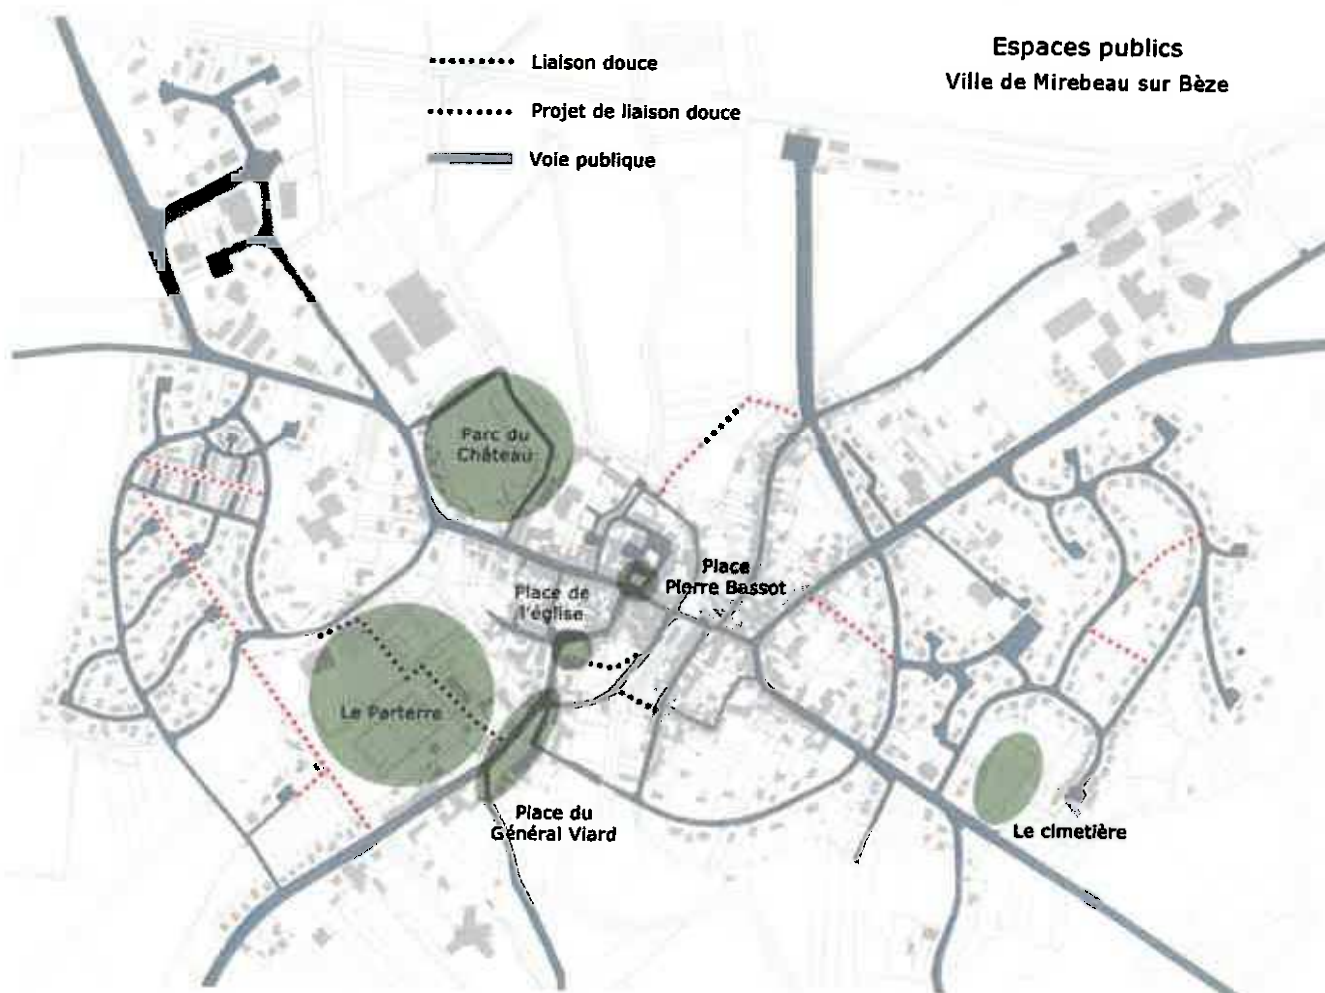 Espaces publics
Ville de Mirebeau sur Bèze
Liaison douce
Projet de liaison douce
Voie publique
Parc du
Château
Place
Pierre Bassot
Place de
l'église
Le Parterre
Place du
Général Viard
Le cimetière